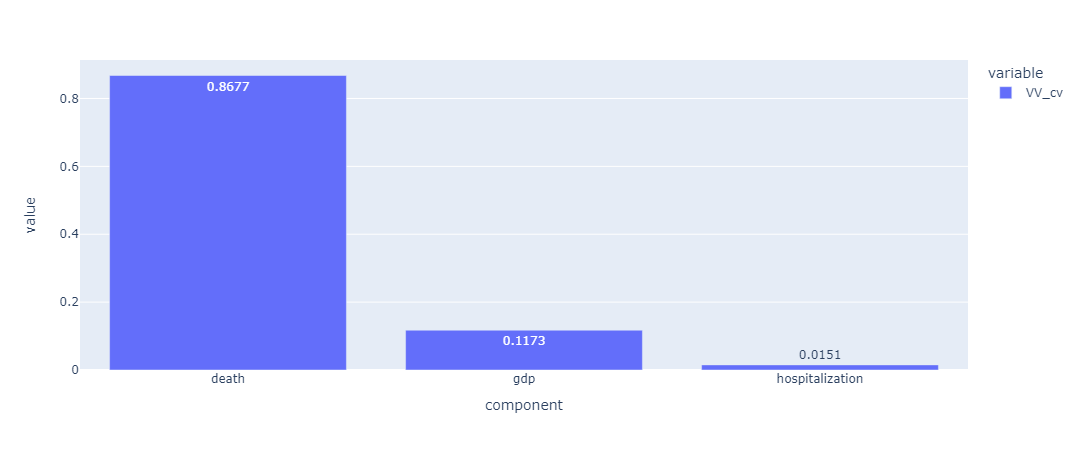 variable
VV_cv
0.8677
0.1173
0.0151
0.8
0.6
0.4
0.2
0
value
death
gdp
hospitalization
component